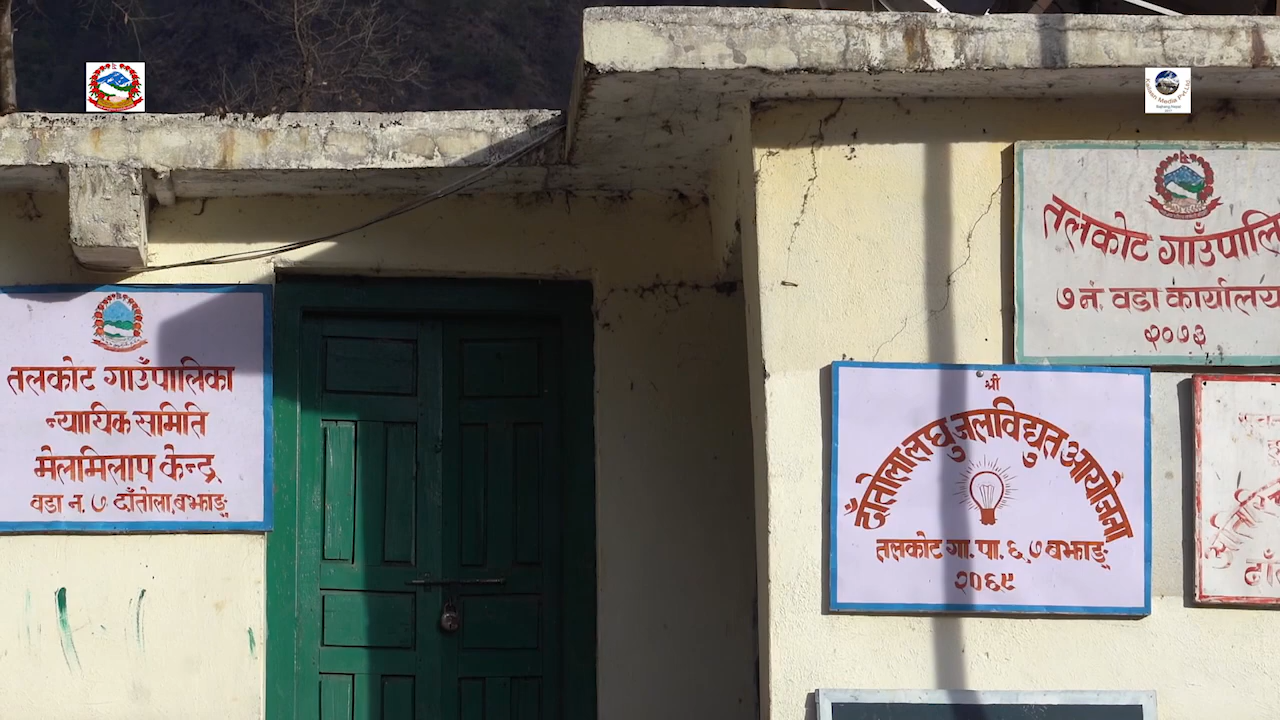 तलकोट गाउँपालिका
न्यायिक समिति
मेलमिलाप केन्द्र
वडा न. ७ दाँतोला, बझाङ्
तलकोट गाउँपालि
७ नं. वडा कार्यालय
२०७३
श्री
दाँतोला लघु जलविद्युत आयोजना
तलकोट गा.पा. ६, ७ बझाङ्
२०६९